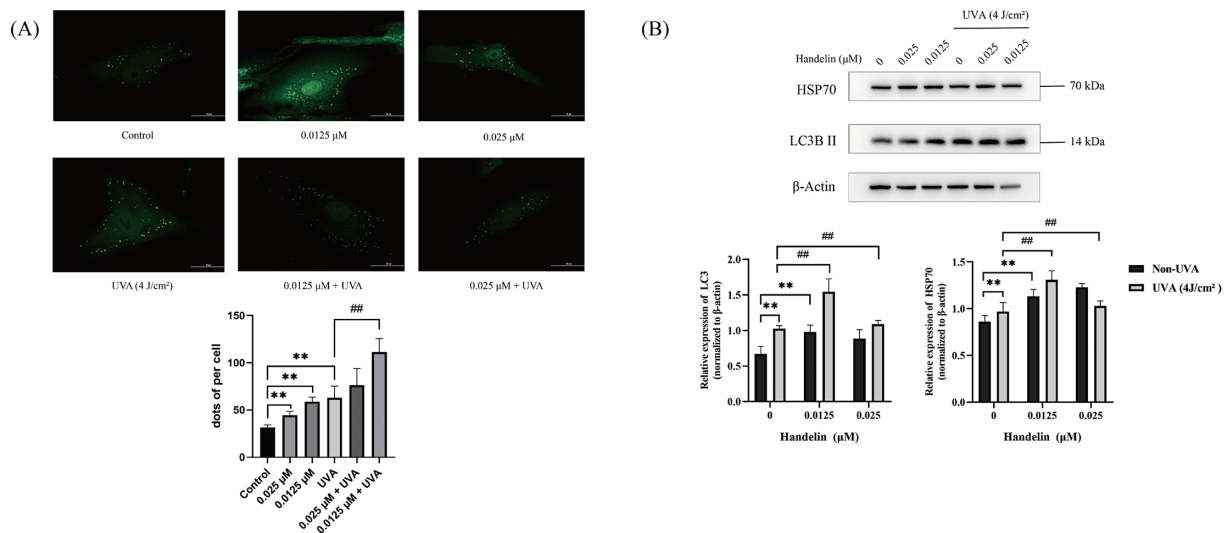 (A)
Control
0.0125 μM
0.025 μM
UVA (4 J/cm²)
0.0125 μM + UVA
0.025 μM + UVA
##
**
**
**
150
100
50
0
dots of per cell
Control
0.025 μM
0.0125 μM
UVA
0.025 μM + UVA
0.0125 μM + UVA
(B)
UVA (4 J/cm²)
Handelin (μM)
0
0.025
0.0125
0
0.025
0.0125
HSP70
70 kDa
LC3B II
14 kDa
β-Actin
##
##
**
**
2.0
1.5
1.0
0.5
0.0
Relative expression of LC3
(normalized to β-actin)
0
0.0125
0.025
Handelin (μM)
##
##
**
**
1.5
1.0
0.5
0.0
Relative expression of HSP70
(normalized to β-actin)
0
0.0125
0.025
Handelin (μM)
Non-UVA
UVA (4J/cm²)